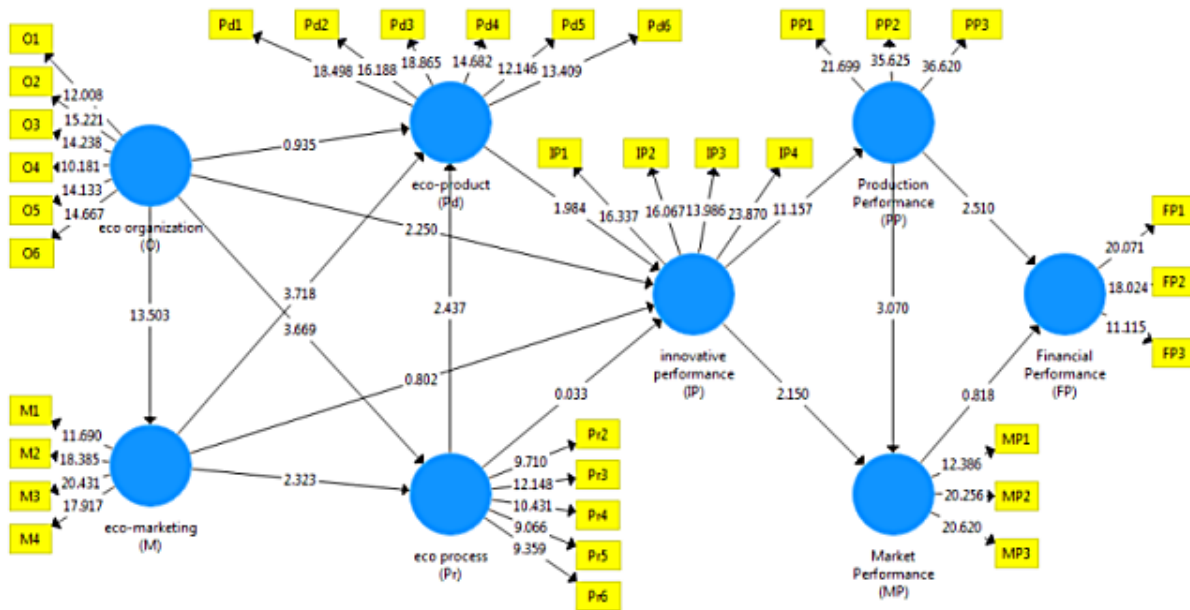 Pd1
Pd2
Pd3
Pd4
Pd5
Pd6
PP1
PP2
PP3
O1
O2
O3
O4
O5
O6
18.498
16.188
18.865
14.682
12.146
13.409
21.699
35.625
36.620
12.008
15.221
14.238
10.181
14.133
14.667
eco organization
(O)
0.935
eco-product
(Pd)
IP1
IP2
IP3
IP4
Production
Performance
(PP)
1.984
16.337
16.067
13.986
23.870
11.157
2.510
2.250
FP1
FP2
FP3
20.071
18.024
11.115
13.503
3.718
3.669
2.437
3.070
innovative
performance
(IP)
Financial
Performance
(FP)
0.802
0.033
2.150
0.818
M1
M2
M3
M4
11.690
18.385
20.431
17.917
eco-marketing
(M)
2.323
eco process
(Pr)
Pr2
Pr3
Pr4
Pr5
Pr6
9.710
12.148
10.431
9.066
9.359
Market
Performance
(MP)
MP1
MP2
MP3
12.386
20.256
20.620